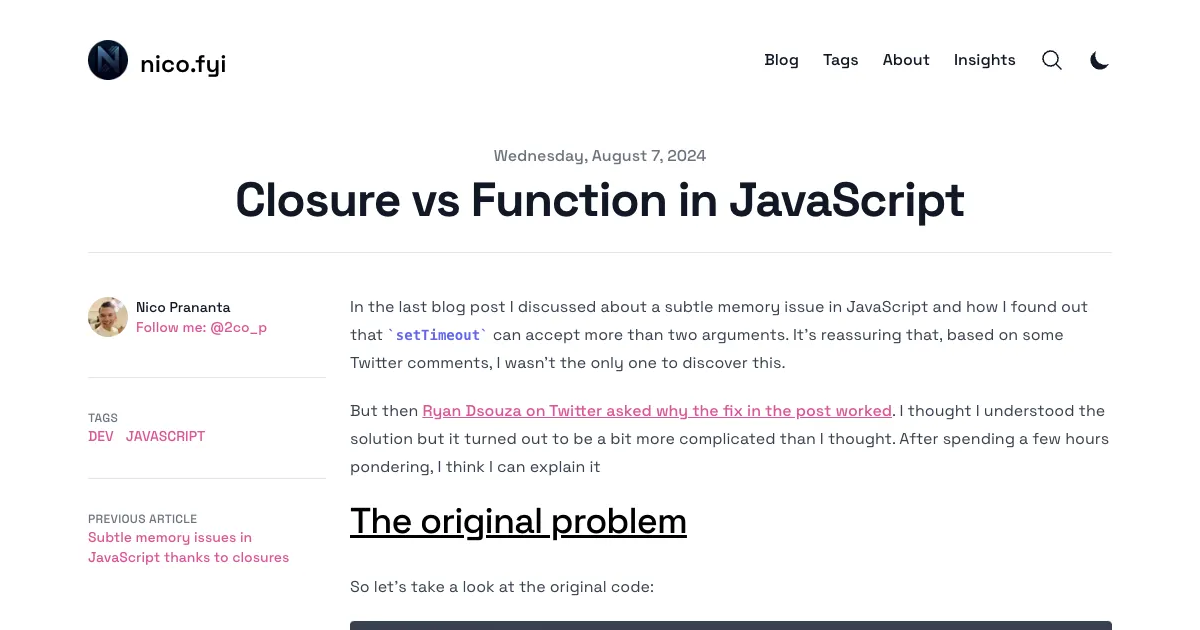 nico.fyi
Blog
Tags
About
Insights
Wednesday, August 7, 2024
Closure vs Function in JavaScript
Nico Prananta
Follow me: @2co_p
TAGS
DEV JAVASCRIPT
PREVIOUS ARTICLE
Subtle memory issues in
JavaScript thanks to closures
In the last blog post I discussed about a subtle memory issue in JavaScript and how I found out
that `setTimeout` can accept more than two arguments. It's reassuring that, based on some
Twitter comments, I wasn't the only one to discover this.
But then Ryan Dsouza on Twitter asked why the fix in the post worked. I thought I understood the
solution but it turned out to be a bit more complicated than I thought. After spending a few hours
pondering, I think I can explain it
The original problem
So let's take a look at the original code: